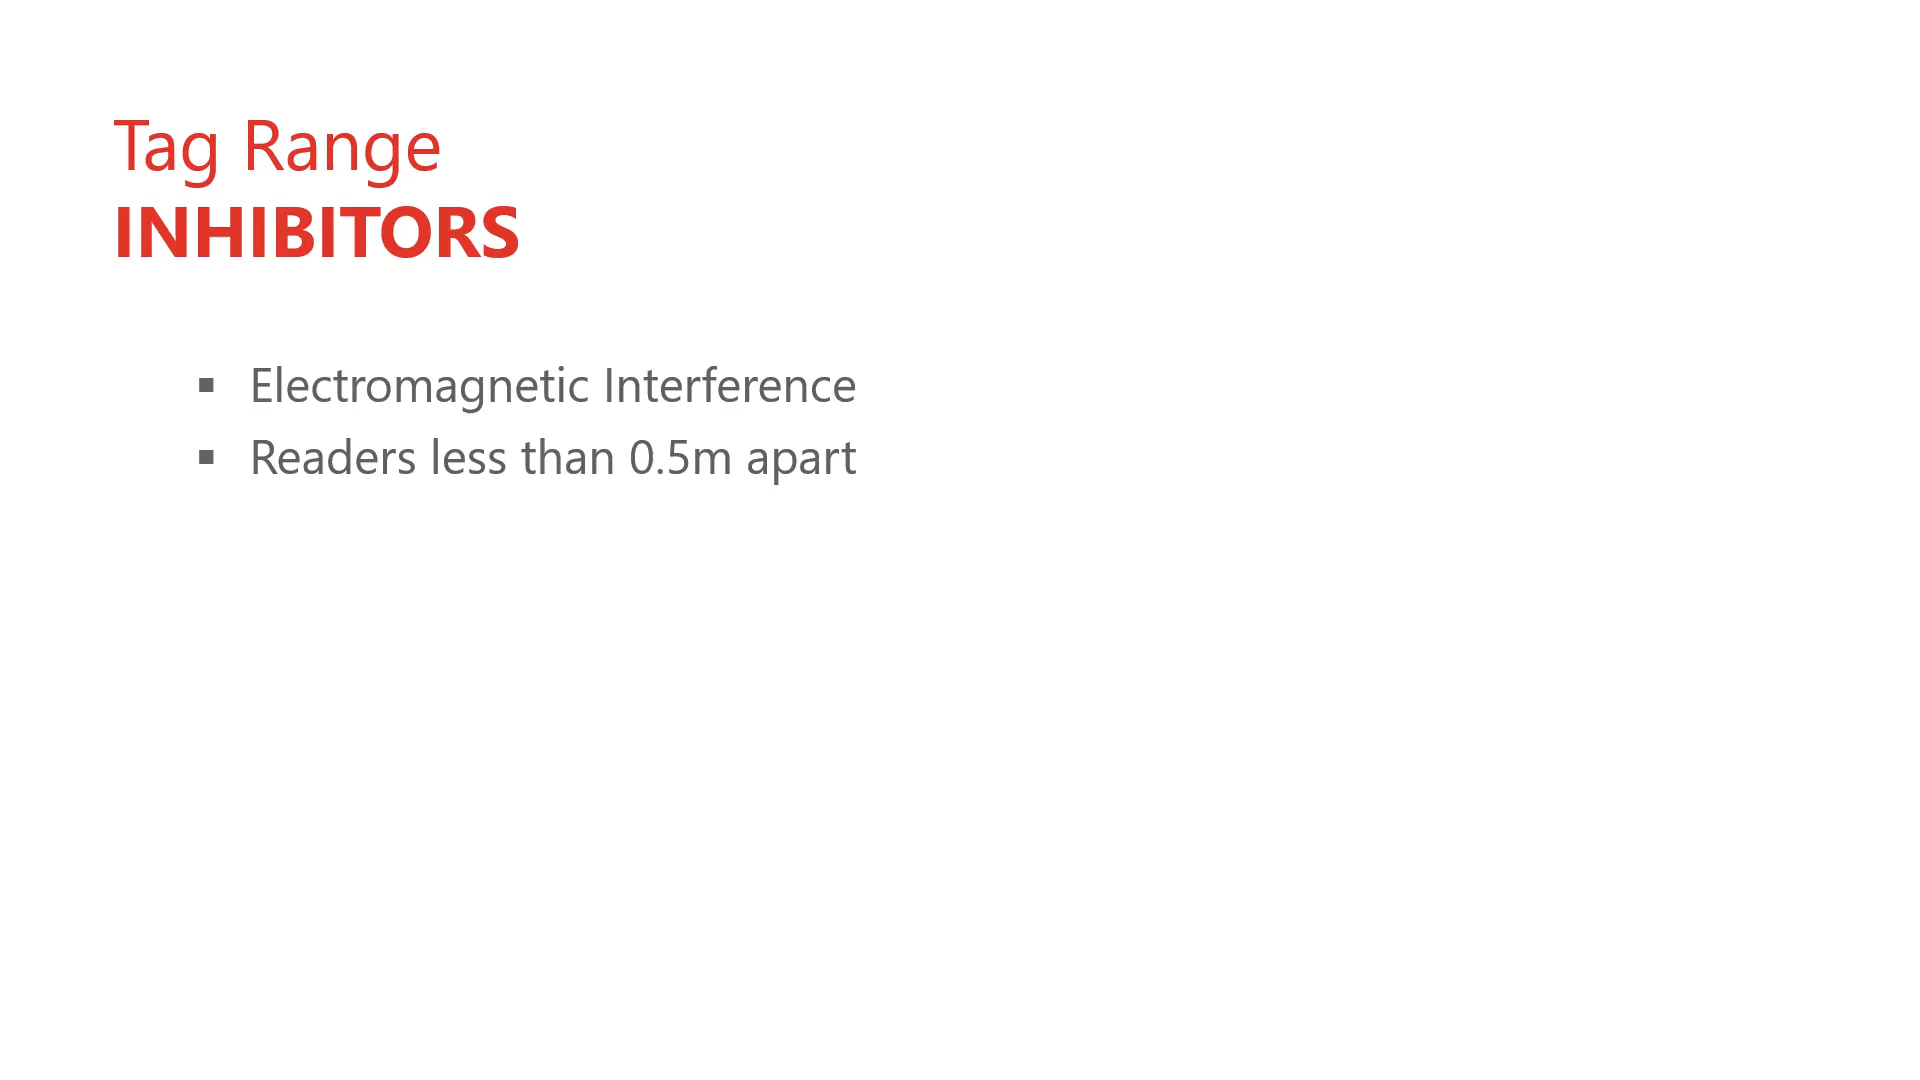 Tag Range
INHIBITORS
▪ Electromagnetic Interference
▪ Readers less than 0.5m apart